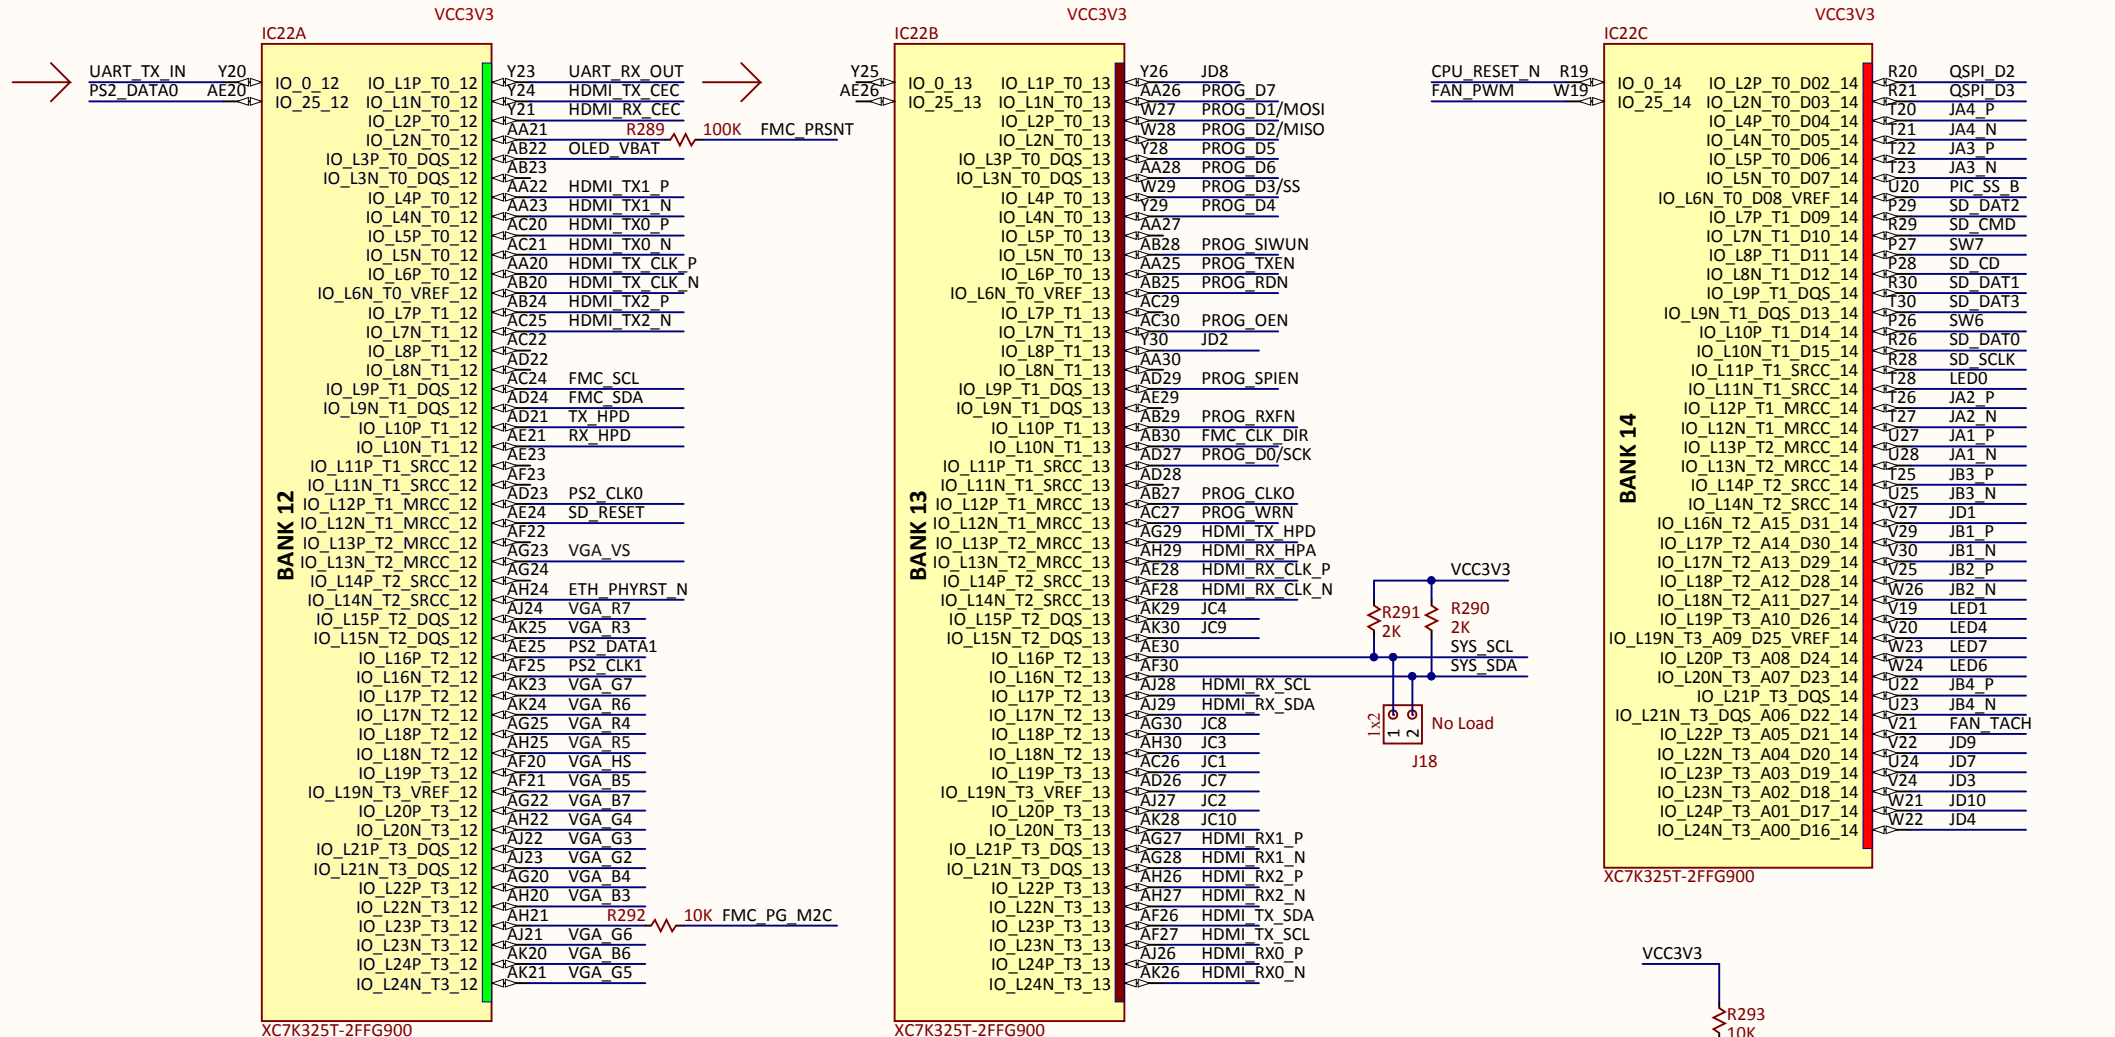 VCC3V3
IC22A
UART_TX_IN Y20
PS2_DATA0 AE20
IO_0_12
IO_25_12
BANK 12
IO_L1P_T0_12 Y23 UART_RX_OUT
IO_L1N_T0_12 Y24 HDMI_TX_CEC
IO_L2P_T0_12 Y21 HDMI_RX_CEC
IO_L2N_T0_12 AA21 R289 100K FMC_PRSNT
IO_L3P_T0_DQS_12 AB22 OLED_VBAT
IO_L3N_T0_DQS_12 AB23
IO_L4P_T0_12 AA22 HDMI_TX1_P
IO_L4N_T0_12 AA23 HDMI_TX1_N
IO_L5P_T0_12 AC20 HDMI_TX0_P
IO_L5N_T0_12 AC21 HDMI_TX0_N
IO_L6P_T0_12 AA20 HDMI_TX_CLK_P
IO_L6N_T0_VREF_12 AB20 HDMI_TX_CLK_N
IO_L7P_T1_12 AB24 HDMI_TX2_P
IO_L7N_T1_12 AC25 HDMI_TX2_N
IO_L8P_T1_12 AC22
IO_L8N_T1_12 AD22
IO_L9P_T1_DQS_12 AC24 FMC_SCL
IO_L9N_T1_DQS_12 AD24 FMC_SDA
IO_L10P_T1_12 AD21 TX_HPD
IO_L10N_T1_12 AE21 RX_HPD
IO_L11P_T1_SRCC_12 AE23
IO_L11N_T1_SRCC_12 AF23
IO_L12P_T1_MRCC_12 AD23 PS2_CLK0
IO_L12N_T1_MRCC_12 AE24 SD_RESET
IO_L13P_T2_MRCC_12 AF22
IO_L13N_T2_MRCC_12 AG23 VGA_VS
IO_L14P_T2_SRCC_12 AG24
IO_L14N_T2_SRCC_12 AH24 ETH_PHYRST_N
IO_L15P_T2_DQS_12 AJ24 VGA_R7
IO_L15N_T2_DQS_12 AK25 VGA_R3
IO_L16P_T2_12 AE25 PS2_DATA1
IO_L16N_T2_12 AF25 PS2_CLK1
IO_L17P_T2_12 AK23 VGA_G7
IO_L17N_T2_12 AK24 VGA_R6
IO_L18P_T2_12 AG25 VGA_R4
IO_L18N_T2_12 AH25 VGA_R5
IO_L19P_T3_12 AF20 VGA_HS
IO_L19N_T3_VREF_12 AF21 VGA_B5
IO_L20P_T3_12 AG22 VGA_B7
IO_L20N_T3_12 AH22 VGA_G4
IO_L21P_T3_DQS_12 AJ22 VGA_G3
IO_L21N_T3_DQS_12 AJ23 VGA_G2
IO_L22P_T3_12 AG20 VGA_B4
IO_L22N_T3_12 AH20 VGA_B3
IO_L23P_T3_12 AH21 R292 10K FMC_PG_M2C
IO_L23N_T3_12 AJ21 VGA_G6
IO_L24P_T3_12 AK20 VGA_B6
IO_L24N_T3_12 AK21 VGA_G5
XC7K325T-2FFG900
VCC3V3
IC22B
Y25
AE26
IO_0_13
IO_25_13
BANK 13
IO_L1P_T0_13 Y26 JD8
IO_L1N_T0_13 AA26 PROG_D7
IO_L2P_T0_13 W27 PROG_D1/MOSI
IO_L2N_T0_13 W28 PROG_D2/MISO
IO_L3P_T0_DQS_13 Y28 PROG_D5
IO_L3N_T0_DQS_13 AA28 PROG_D6
IO_L4P_T0_13 W29 PROG_D3/SS
IO_L4N_T0_13 Y29 PROG_D4
IO_L5P_T0_13 AA27
IO_L5N_T0_13 AB28 PROG_SIWUN
IO_L6P_T0_13 AA25 PROG_TXEN
IO_L6N_T0_VREF_13 AB25 PROG_RDN
IO_L7P_T1_13 AC29
IO_L7N_T1_13 AC30 PROG_OEN
IO_L8P_T1_13 Y30 JD2
IO_L8N_T1_13 AA30
IO_L9P_T1_DQS_13 AD29 PROG_SPIEN
IO_L9N_T1_DQS_13 AE29
IO_L10P_T1_13 AB29 PROG_RXFN
IO_L10N_T1_13 AB30 FMC_CLK_DIR
IO_L11P_T1_SRCC_13 AD27 PROG_D0/SCK
IO_L11N_T1_SRCC_13 AD28
IO_L12P_T1_MRCC_13 AB27 PROG_CLKO
IO_L12N_T1_MRCC_13 AC27 PROG_WRN
IO_L13P_T2_MRCC_13 AG29 HDMI_TX_HPD
IO_L13N_T2_MRCC_13 AH29 HDMI_RX_HPA
IO_L14P_T2_SRCC_13 AE28 HDMI_RX_CLK_P
IO_L14N_T2_SRCC_13 AF28 HDMI_RX_CLK_N
IO_L15P_T2_DQS_13 AK29 JC4
IO_L15N_T2_DQS_13 AK30 JC9
IO_L16P_T2_13 AE30
IO_L16N_T2_13 AF30
IO_L17P_T2_13 AJ28 HDMI_RX_SCL
IO_L17N_T2_13 AJ29 HDMI_RX_SDA
IO_L18P_T2_13 AG30 JC8
IO_L18N_T2_13 AH30 JC3
IO_L19P_T3_13 AC26 JC1
IO_L19N_T3_VREF_13 AD26 JC7
IO_L20P_T3_13 AJ27 JC2
IO_L20N_T3_13 AK28 JC10
IO_L21P_T3_DQS_13 AG27 HDMI_RX1_P
IO_L21N_T3_DQS_13 AG28 HDMI_RX1_N
IO_L22P_T3_13 AH26 HDMI_RX2_P
IO_L22N_T3_13 AH27 HDMI_RX2_N
IO_L23P_T3_13 AF26 HDMI_TX_SDA
IO_L23N_T3_13 AF27 HDMI_TX_SCL
IO_L24P_T3_13 AJ26 HDMI_RX0_P
IO_L24N_T3_13 AK26 HDMI_RX0_N
XC7K325T-2FFG900
VCC3V3
R291
2K
R290
2K
SYS_SCL
SYS_SDA
1x2
1
2
No Load
J18
VCC3V3
IC22C
CPU_RESET_N R19
FAN_PWM W19
IO_0_14
IO_25_14
BANK 14
IO_L2P_T0_D02_14 R20 QSPI_D2
IO_L2N_T0_D03_14 R21 QSPI_D3
IO_L4P_T0_D04_14 T20 JA4_P
IO_L4N_T0_D05_14 T21 JA4_N
IO_L5P_T0_D06_14 T22 JA3_P
IO_L5N_T0_D07_14 T23 JA3_N
IO_L6N_T0_D08_VREF_14 U20 PIC_SS_B
IO_L7P_T1_D09_14 P29 SD_DAT2
IO_L7N_T1_D10_14 R29 SD_CMD
IO_L8P_T1_D11_14 P27 SW7
IO_L8N_T1_D12_14 P28 SD_CD
IO_L9P_T1_DQS_14 R30 SD_DAT1
IO_L9N_T1_DQS_D13_14 T30 SD_DAT3
IO_L10P_T1_D14_14 P26 SW6
IO_L10N_T1_D15_14 R26 SD_DAT0
IO_L11P_T1_SRCC_14 R28 SD_SCLK
IO_L11N_T1_SRCC_14 T28 LED0
IO_L12P_T1_MRCC_14 T26 JA2_P
IO_L12N_T1_MRCC_14 T27 JA2_N
IO_L13P_T2_MRCC_14 U27 JA1_P
IO_L13N_T2_MRCC_14 U28 JA1_N
IO_L14P_T2_SRCC_14 T25 JB3_P
IO_L14N_T2_SRCC_14 U25 JB3_N
IO_L16N_T2_A15_D31_14 V27 JD1
IO_L17P_T2_A14_D30_14 V29 JB1_P
IO_L17N_T2_A13_D29_14 V30 JB1_N
IO_L18P_T2_A12_D28_14 V25 JB2_P
IO_L18N_T2_A11_D27_14 W26 JB2_N
IO_L19P_T3_A10_D26_14 V19 LED1
IO_L19N_T3_A09_D25_VREF_14 V20 LED4
IO_L20P_T3_A08_D24_14 W23 LED7
IO_L20N_T3_A07_D23_14 W24 LED6
IO_L21P_T3_DQS_14 U22 JB4_P
IO_L21N_T3_DQS_A06_D22_14 U23 JB4_N
IO_L22P_T3_A05_D21_14 V21 FAN_TACH
IO_L22N_T3_A04_D20_14 V22 JD9
IO_L23P_T3_A03_D19_14 U24 JD7
IO_L23N_T3_A02_D18_14 V24 JD3
IO_L24P_T3_A01_D17_14 W21 JD10
IO_L24N_T3_A00_D16_14 W22 JD4
XC7K325T-2FFG900
VCC3V3
R293
10K